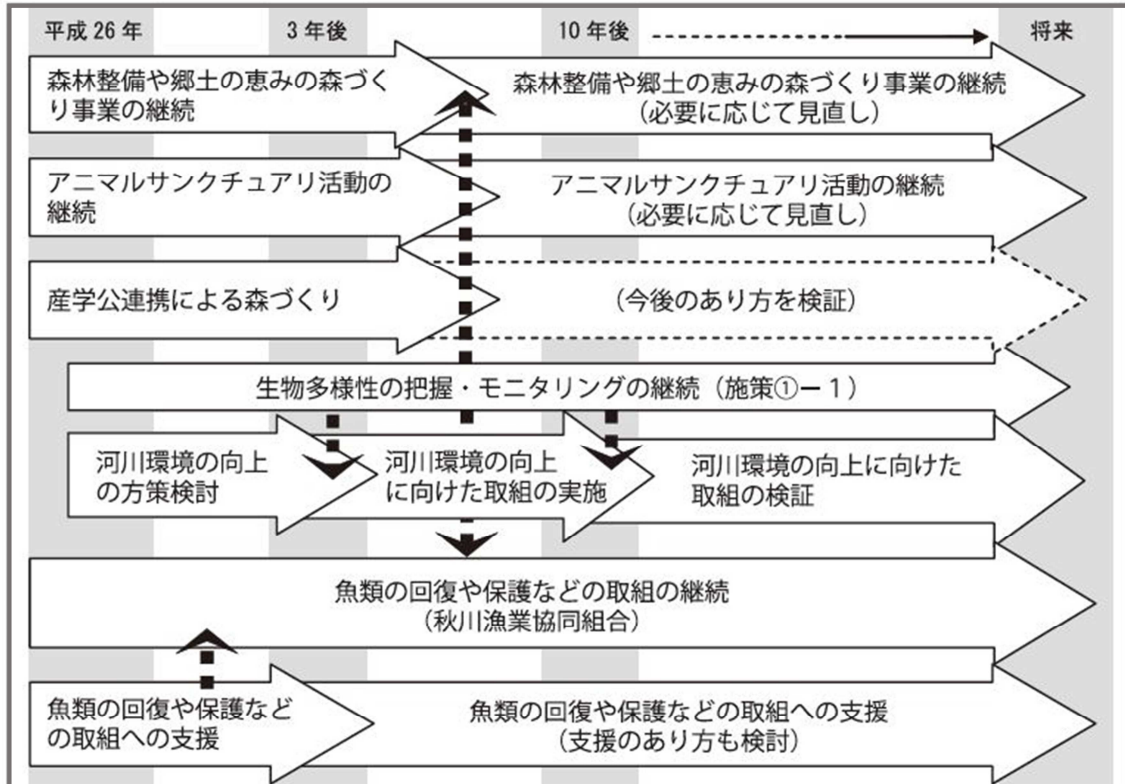 平成26年
3年後
10年後
将来
森林整備や郷土の恵みの森づく
り事業の継続
森林整備や郷土の恵みの森づくり事業の継続
(必要に応じて見直し)
アニマルサンクチュアリ活動の
継続
アニマルサンクチュアリ活動の継続
(必要に応じて見直し)
産学公連携による森づくり
(今後のあり方を検証)
生物多様性の把握・モニタリングの継続(施策①-1)
河川環境の向上
の方策検討
河川環境の向上
に向けた取組の実施
河川環境の向上に向けた
取組の検証
魚類の回復や保護などの取組の継続
(秋川漁業協同組合)
魚類の回復や保護など
の取組への支援
魚類の回復や保護などの取組への支援
(支援のあり方も検討)